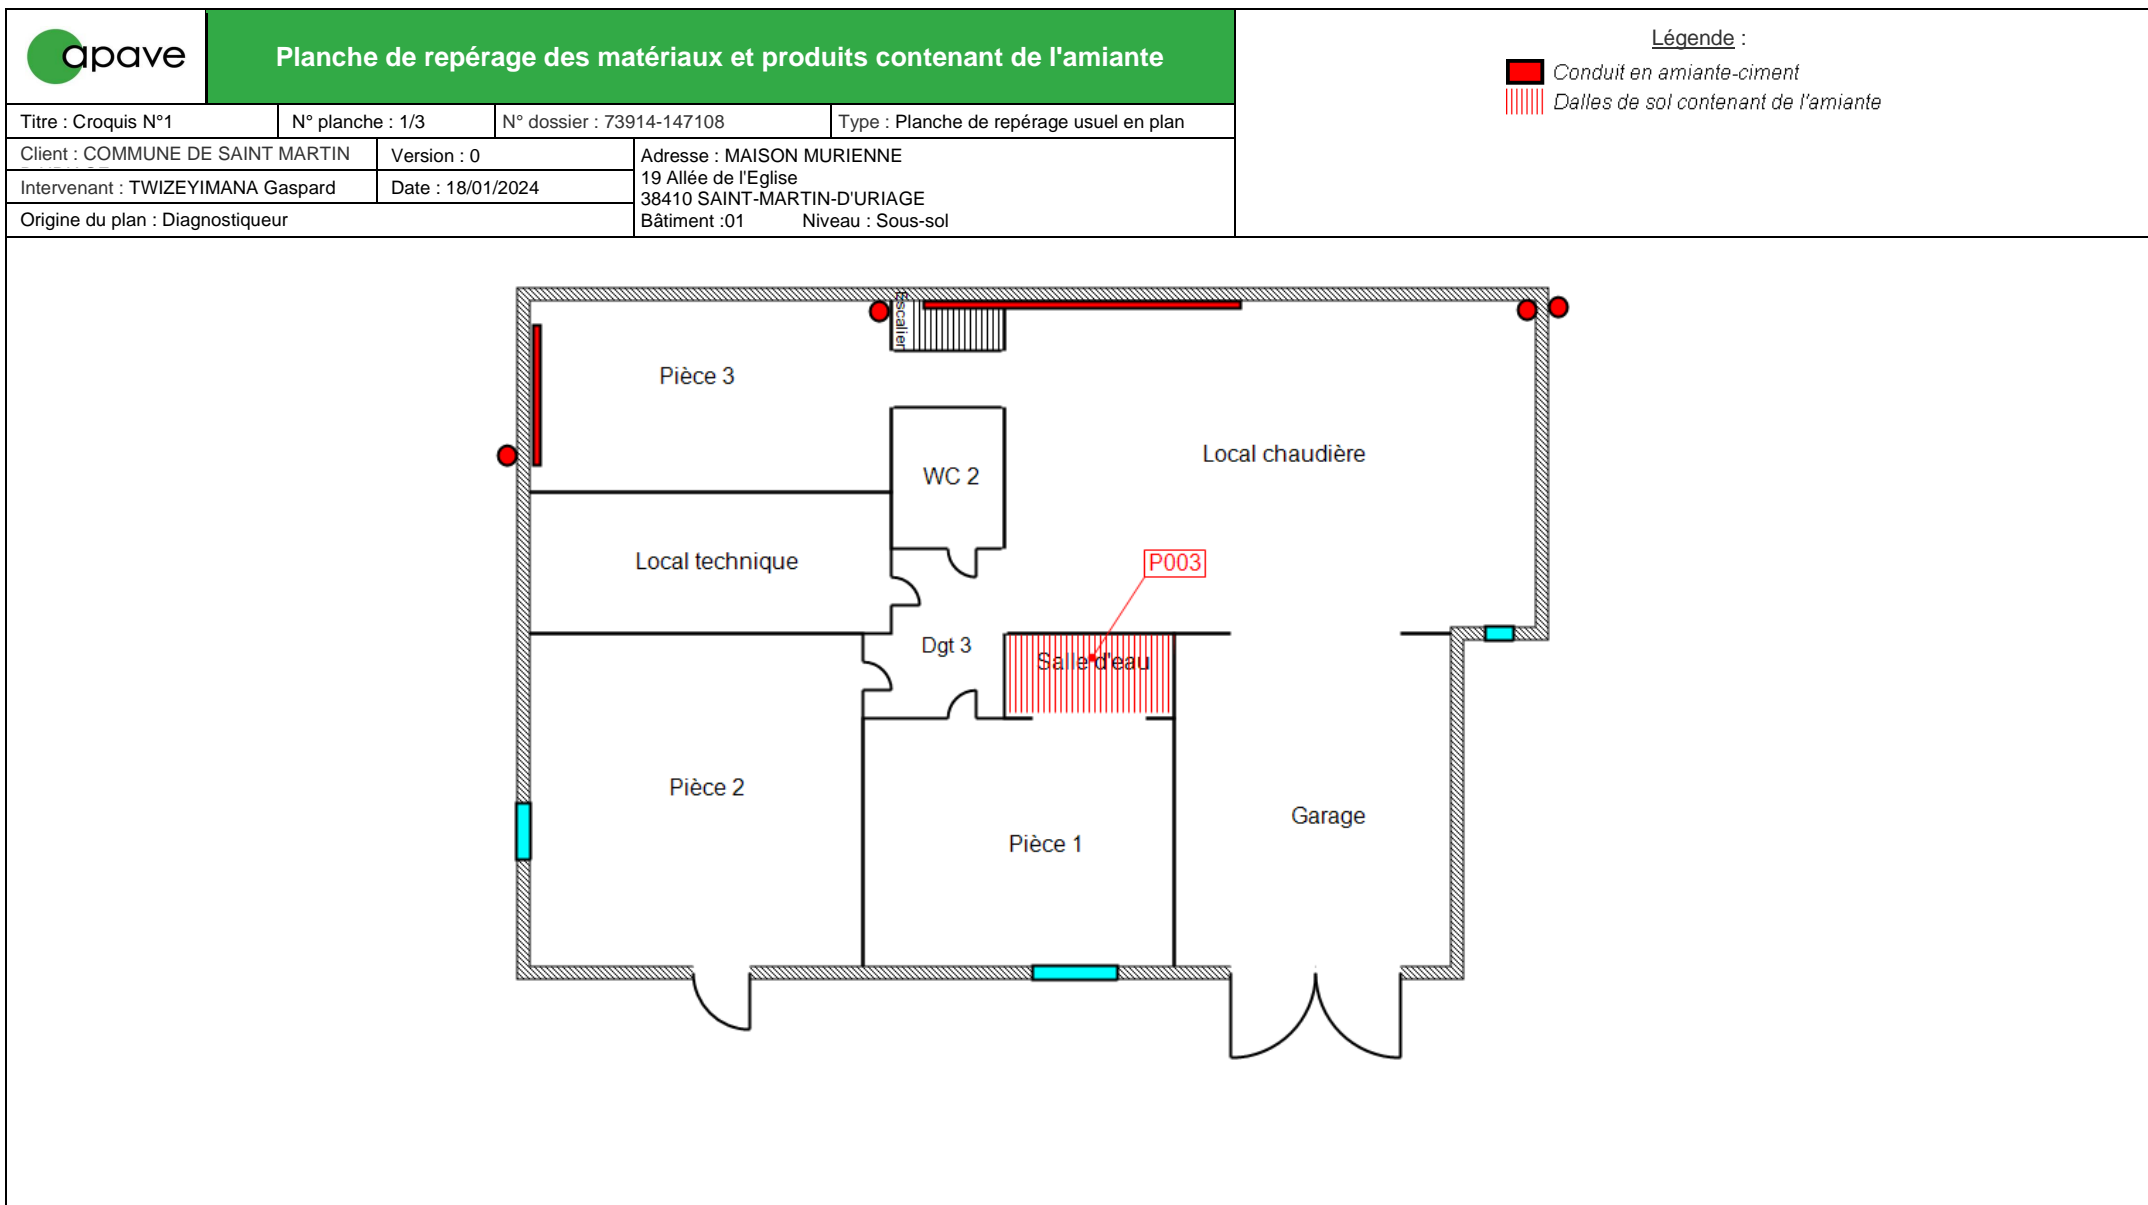 apave
Planche de repérage des matériaux et produits contenant de l'amiante
Légende :
Conduit en amiante-ciment
Dalles de sol contenant de l'amiante
Titre : Croquis N°1
N° planche : 1/3
N° dossier : 73914-147108
Type : Planche de repérage usuel en plan
Client : COMMUNE DE SAINT MARTIN
Version : 0
Adresse : MAISON MURIENNE
19 Allée de l'Eglise
38410 SAINT-MARTIN-D'URIAGE
Bâtiment :01 Niveau : Sous-sol
Intervenant : TWIZEYIMANA Gaspard
Date : 18/01/2024
Origine du plan : Diagnostiqueur
Escalier
Pièce 3
Local chaudière
WC 2
Local technique
P003
Dgt 3
Salle d'eau
Pièce 2
Garage
Pièce 1